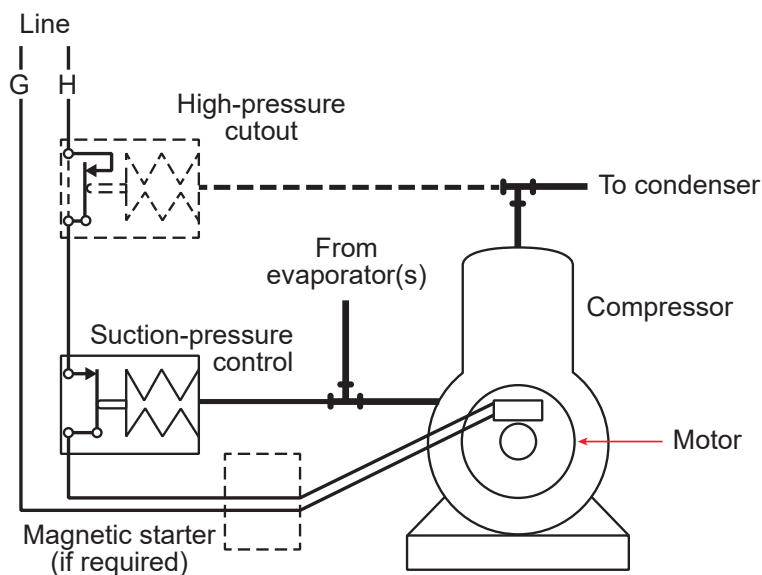 Line
G H
High-pressure
cutout
To condenser
From
evaporator(s)
Compressor
Suction-pressure
control
Motor
Magnetic starter
(if required)